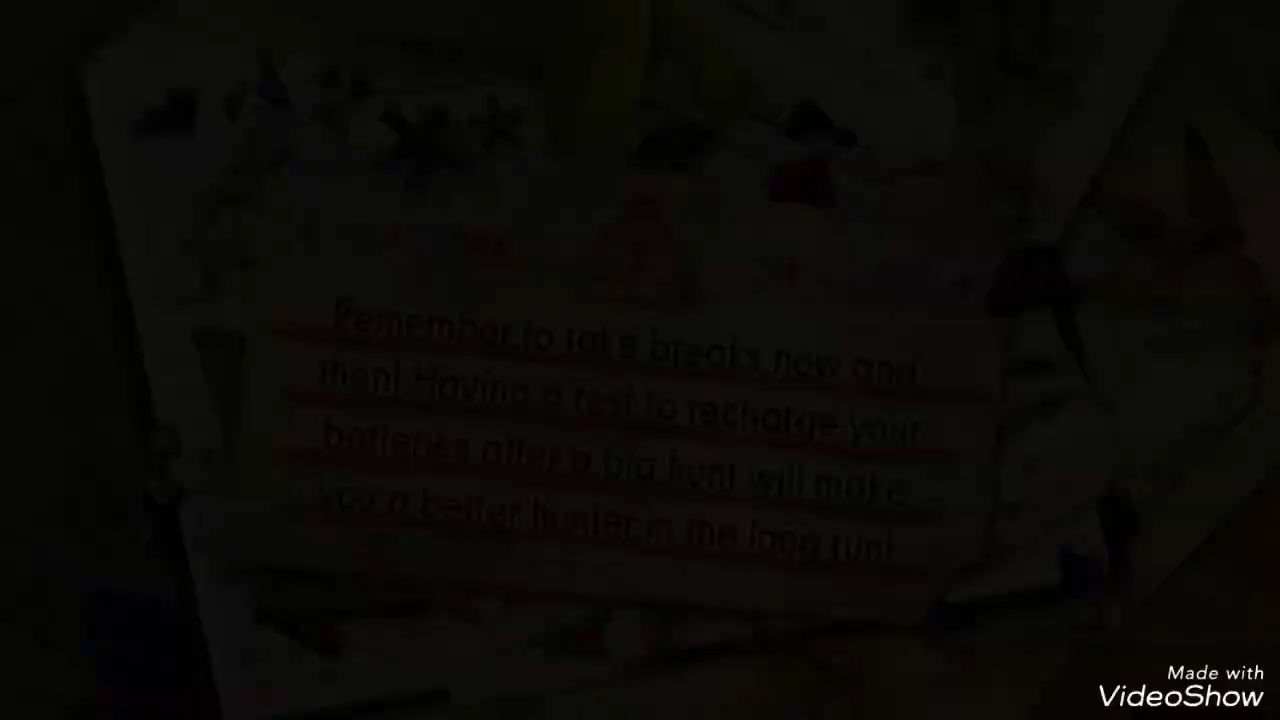 Remember to take breaks now and
then! Having a rest to recharge your
batteries after a big hunt will make
you a better hunter in the long run!
Made with
VideoShow